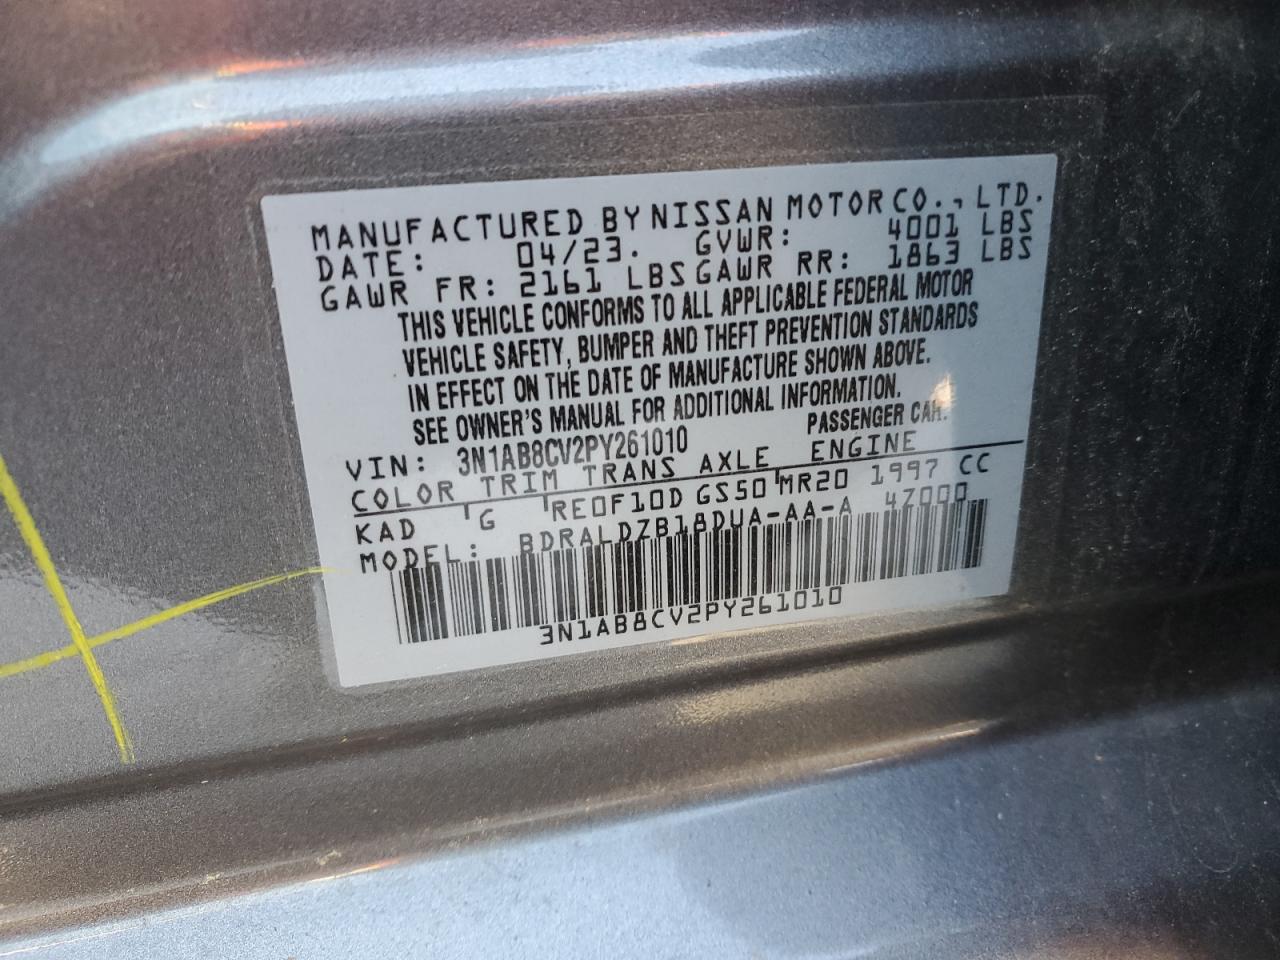 MANUFACTURED BY NISSAN MOTOR CO., LTD.
DATE: 04/23. GVWR: 4001 LBS
GAWR FR: 2161 LBS GAWR RR: 1863 LBS
THIS VEHICLE CONFORMS TO ALL APPLICABLE FEDERAL MOTOR
VEHICLE SAFETY, BUMPER AND THEFT PREVENTION STANDARDS
IN EFFECT ON THE DATE OF MANUFACTURE SHOWN ABOVE.
SEE OWNER'S MANUAL FOR ADDITIONAL INFORMATION.
VIN: 3N1AB8CV2PY261010 PASSENGER CAR.
COLOR TRIM TRANS AXLE ENGINE
KAD G RE0F10D GS50 MR20 1997 CC
MODEL: BDRALDZB18DUA-AA-A 4Z000
3N1AB8CV2PY261010